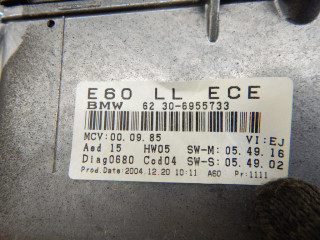 E60 LL ECE
BMW 62 30-6955733
MCV:00.09.85 VI:EJ
Aed 15 HW05 SW-M: 05.49.16
Diag0680 Cod04 SW-S: 05.49.02
Prod.Date:2004.12.20 10:11 A60 Pr:1111